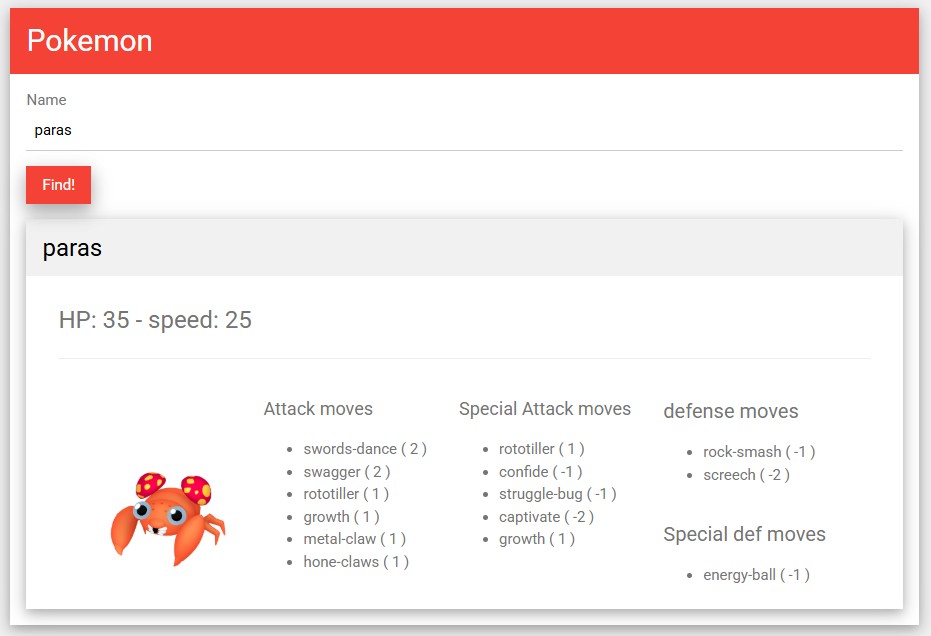 Pokemon
Name
paras
Find!
paras
HP: 35 - speed: 25
Attack moves
swords-dance ( 2 )
swagger ( 2 )
rototiller ( 1 )
growth ( 1 )
metal-claw ( 1 )
hone-claws ( 1 )
Special Attack moves
rototiller ( 1 )
confide ( -1 )
struggle-bug ( -1 )
captivate ( -2 )
growth ( 1 )
defense moves
rock-smash ( -1 )
screech ( -2 )
Special def moves
energy-ball ( -1 )